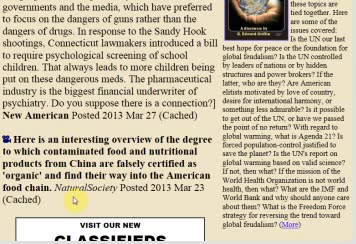 governments and the media, which have preferred
to focus on the dangers of guns rather than the
dangers of drugs. In response to the Sandy Hook
shootings, Connecticut lawmakers introduced a bill
to require psychological screening of school
children. That always leads to more children being
put on these dangerous meds. The pharmaceutical
industry is the biggest financial underwriter of
psychiatry. Do you suppose there is a connection?]
New American Posted 2013 Mar 27 (Cached)
Here is an interesting overview of the degree
to which contaminated food and nutritional
products from China are falsely certified as
'organic' and find their way into the American
food chain. NaturalSociety Posted 2013 Mar 23
(Cached)
VISIT OUR NEW
CLASSIFIEDS
A discourse by
G. Edward Griffin
these topics are
tied together. Here
are some of the
issues covered:
Is the UN our last
best hope for peace or the foundation for
global feudalism? Is the UN controlled
by leaders of nations or by hidden
structures and power brokers? If the
latter, who are they? Are American
elitists motivated by love of country,
desire for international harmony, or
something less admirable? Is it possible
to get out of the UN, or have we passed
the point of no return? With regard to
global warming, what is Agenda 21? Is
forced population-control justified to
save the planet? Is the UN's report on
global warming based on valid science?
If not, then what? If the mission of the
World Health Organization is not world
health, then what? What are the IMF and
World Bank and why should anyone care
about them? What is the Freedom Force
strategy for reversing the trend toward
global feudalism? (More)